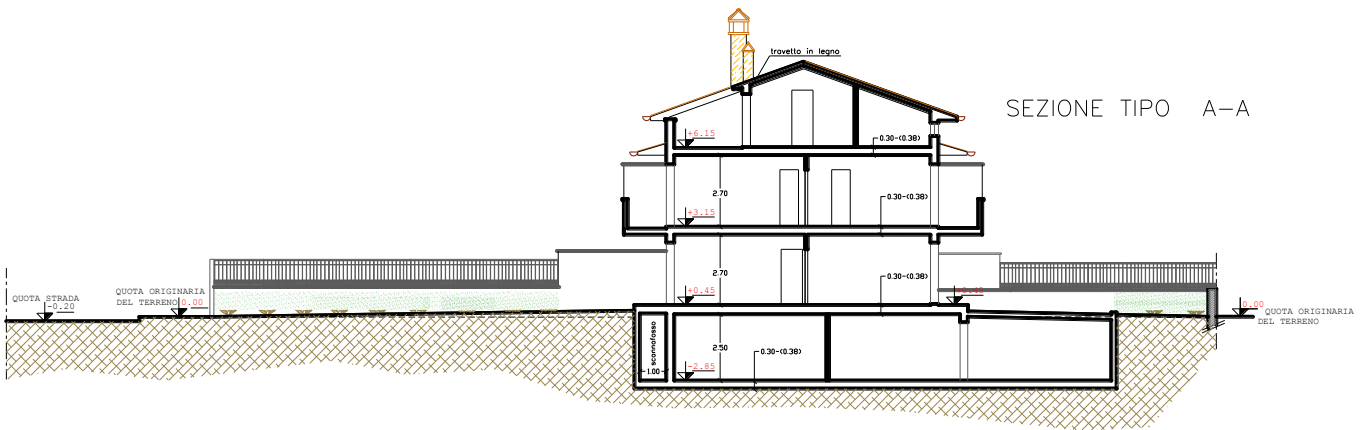 travetto in legno
SEZIONE TIPO A-A
+6.15
0.30-(0.38)
2.70
0.30-(0.38)
+3.15
2.70
0.30-(0.38)
QUOTA STRADA
-0.20
QUOTA ORIGINARIA
DEL TERRENO
0.00
+0.45
+0.45
0.00
QUOTA ORIGINARIA
DEL TERRENO
scannafosso
2.50
0.30-(0.38)
1.00
-2.85